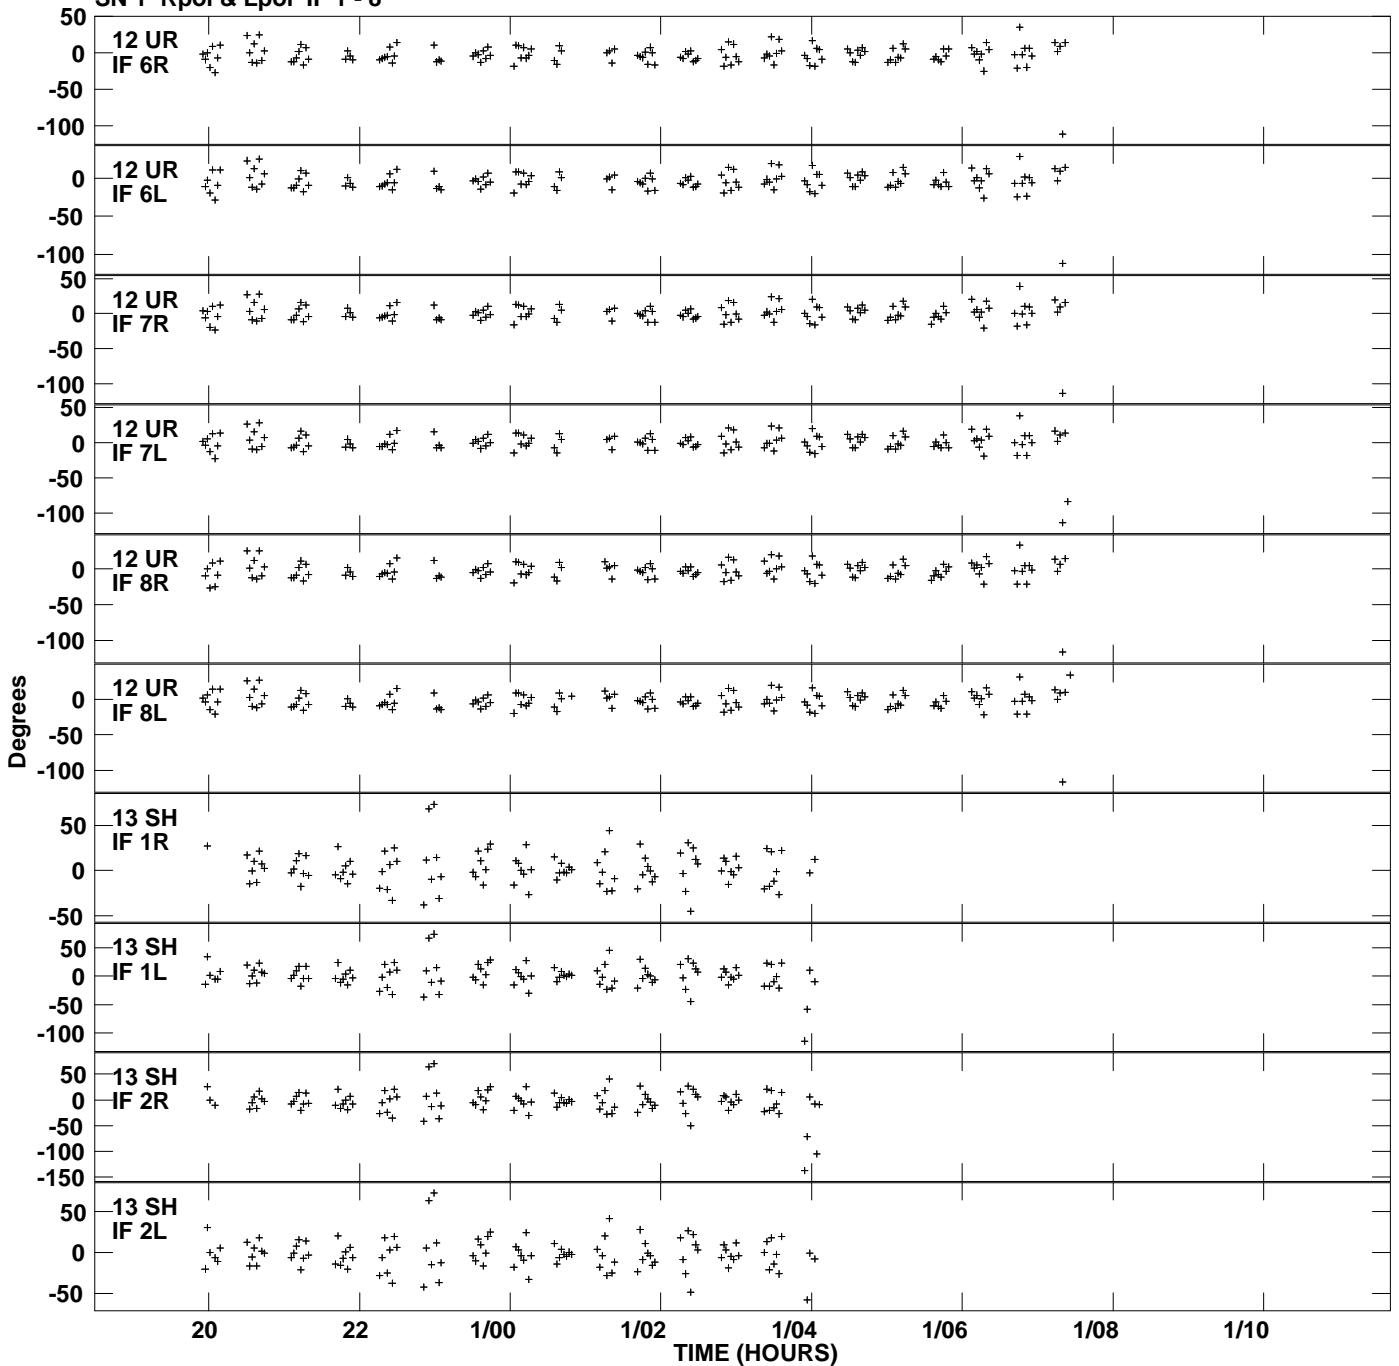 SN 1 Rpol & Lpol IF 1 - 8
50
0
-50
-100
12 UR
IF 6R
0
-50
-100
12 UR
IF 6L
50
0
-50
-100
12 UR
IF 7R
50
0
-50
-100
12 UR
IF 7L
0
-50
-100
12 UR
IF 8R
0
-50
-100
12 UR
IF 8L
50
0
-50
13 SH
IF 1R
50
0
-50
-100
13 SH
IF 1L
50
0
-50
-100
-150
13 SH
IF 2R
50
0
-50
13 SH
IF 2L
Degrees
20 22 1/00 1/02 1/04 1/06 1/08 1/10
TIME (HOURS)